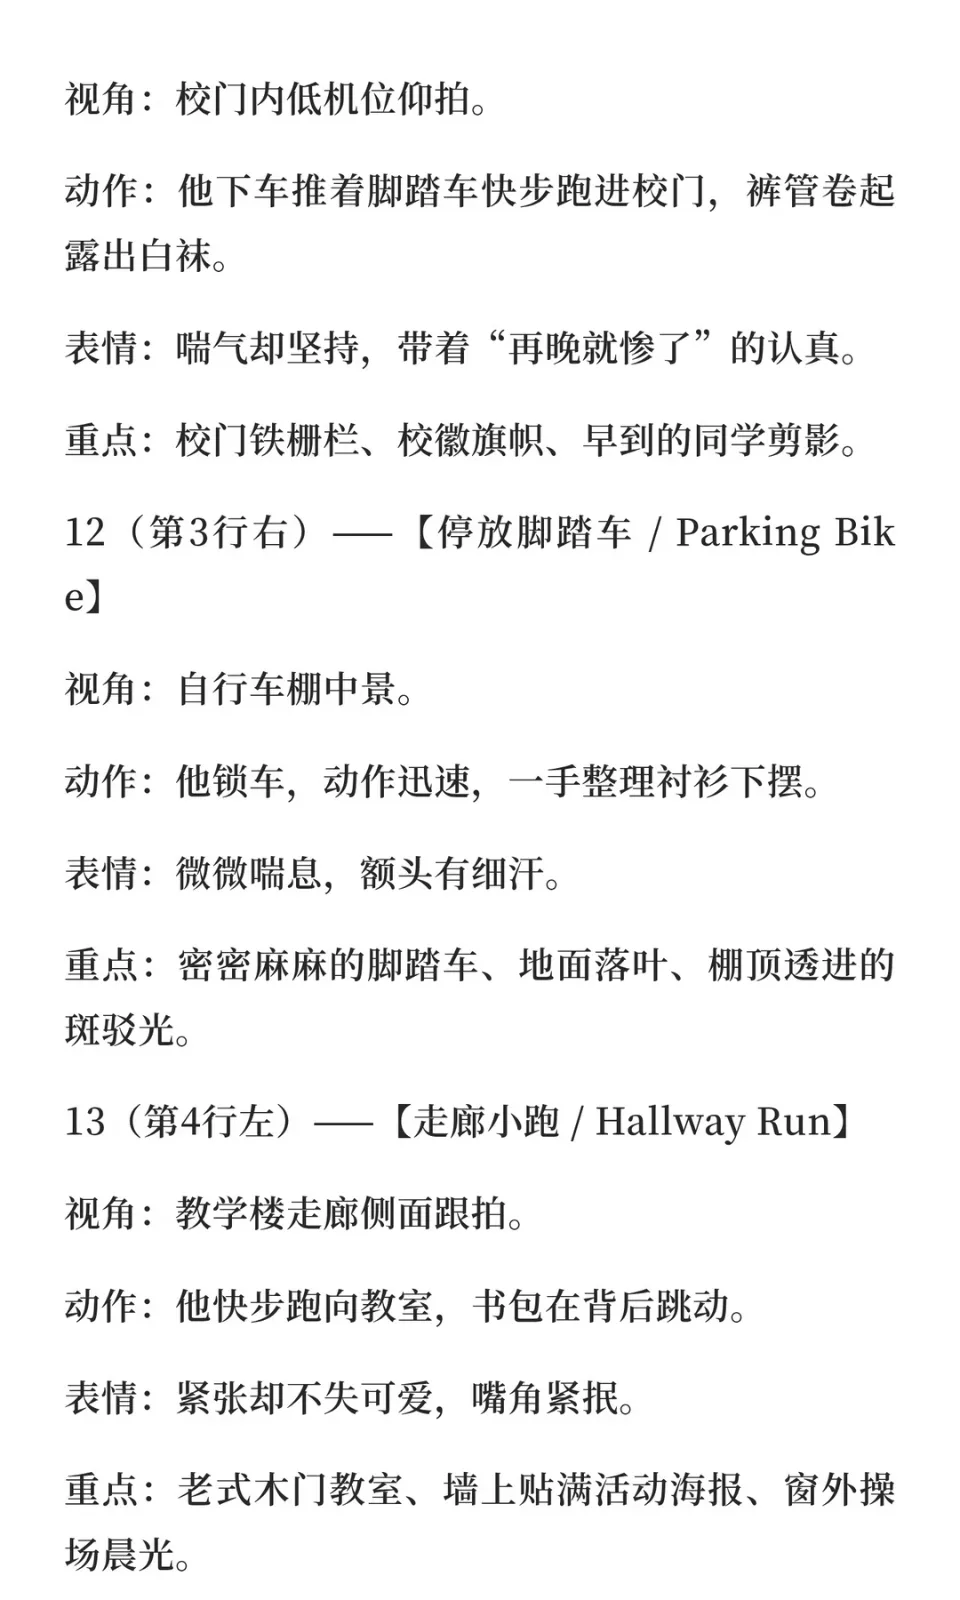 视角：校门内低机位仰拍。
动作：他下车推着脚踏车快步跑进校门，裤管卷起
露出白袜。
表情：喘气却坚持，带着“再晚就惨了”的认真。
重点：校门铁栅栏、校徽旗帜、早到的同学剪影。
12（第3行右）——【停放脚踏车 / Parking Bik
e】
视角：自行车棚中景。
动作：他锁车，动作迅速，一手整理衬衫下摆。
表情：微微喘息，额头有细汗。
重点：密密麻麻的脚踏车、地面落叶、棚顶透进的
斑驳光。
13（第4行左）——【走廊小跑 / Hallway Run】
视角：教学楼走廊侧面跟拍。
动作：他快步跑向教室，书包在背后跳动。
表情：紧张却不失可爱，嘴角紧抿。
重点：老式木门教室、墙上贴满活动海报、窗外操
场晨光。